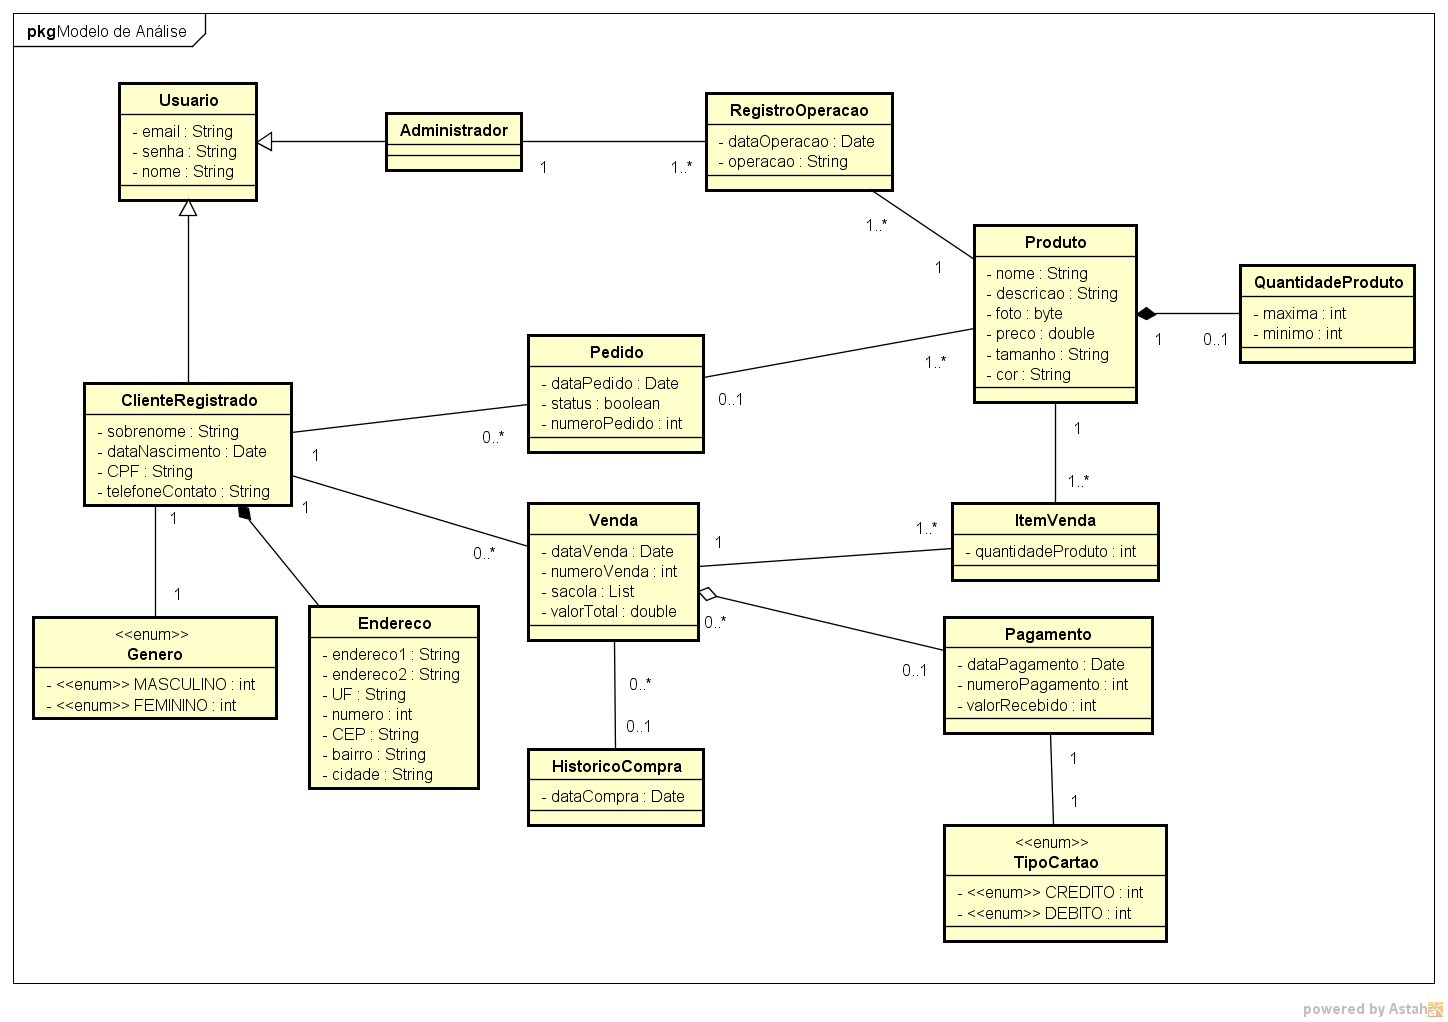 pkg Modelo de Análise
Usuario
- email : String
- senha : String
- nome : String
Administrador
1
1..*
RegistroOperacao
- dataOperacao : Date
- operacao : String
1..*
1
Produto
- nome : String
- descricao : String
- foto : byte
- preco : double
- tamanho : String
- cor : String
1
0..1
QuantidadeProduto
- maxima : int
- minimo : int
Pedido
- dataPedido : Date
- status : boolean
- numeroPedido : int
1..*
0..1
ClienteRegistrado
- sobrenome : String
- dataNascimento : Date
- CPF : String
- telefoneContato : String
0..*
1
1
0..*
1
1..*
1
1
Venda
- dataVenda : Date
- numeroVenda : int
- sacola : List
- valorTotal : double
1
1..*
ItemVenda
- quantidadeProduto : int
<<enum>>
Genero
- <<enum>> MASCULINO : int
- <<enum>> FEMININO : int
Endereco
- endereco1 : String
- endereco2 : String
- UF : String
- numero : int
- CEP : String
- bairro : String
- cidade : String
0..*
0..1
Pagamento
- dataPagamento : Date
- numeroPagamento : int
- valorRecebido : int
0..*
0..1
HistoricoCompra
- dataCompra : Date
1
1
<<enum>>
TipoCartao
- <<enum>> CREDITO : int
- <<enum>> DEBITO : int
powered by Astah